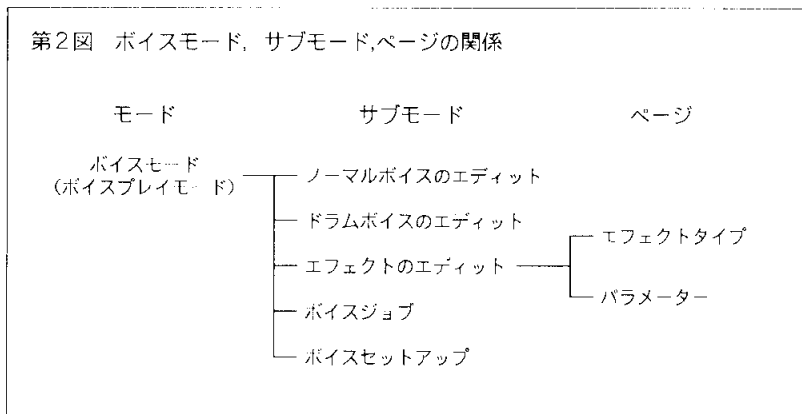 第2図 ボイスモード, サブモード,ページの関係
モード サブモード ページ
ボイスモード
(ボイスプレイモード)
ノーマルボイスのエディット
ドラムボイスのエディット
エフェクトタイプ
エフェクトのエディット
パラメーター
ボイスジョブ
ボイスセットアップ